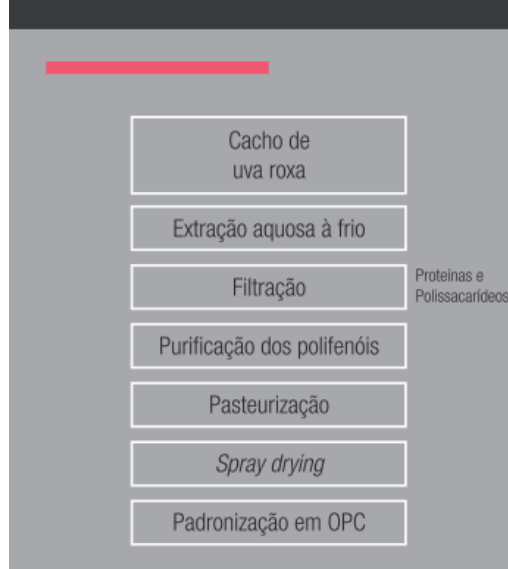 Cacho de
uva roxa
Extração aquosa à frio
Filtração
Proteínas e
Polissacarídeos
Purificação dos polifenóis
Pasteurização
Spray drying
Padronização em OPC